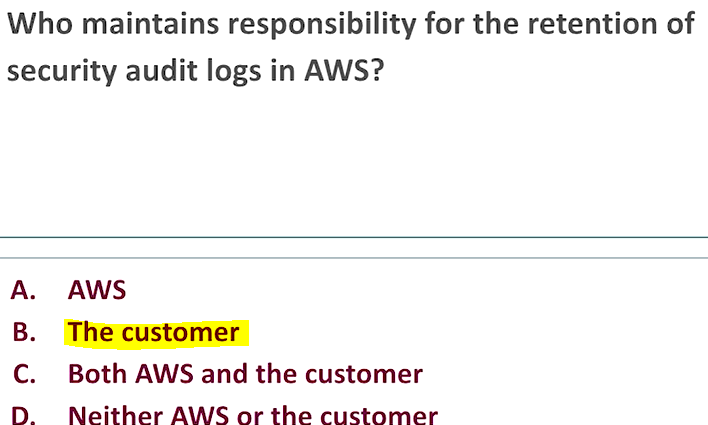 Who maintains responsibility for the retention of
security audit logs in AWS?
A. AWS
B. The customer
C. Both AWS and the customer
D. Neither AWS or the customer